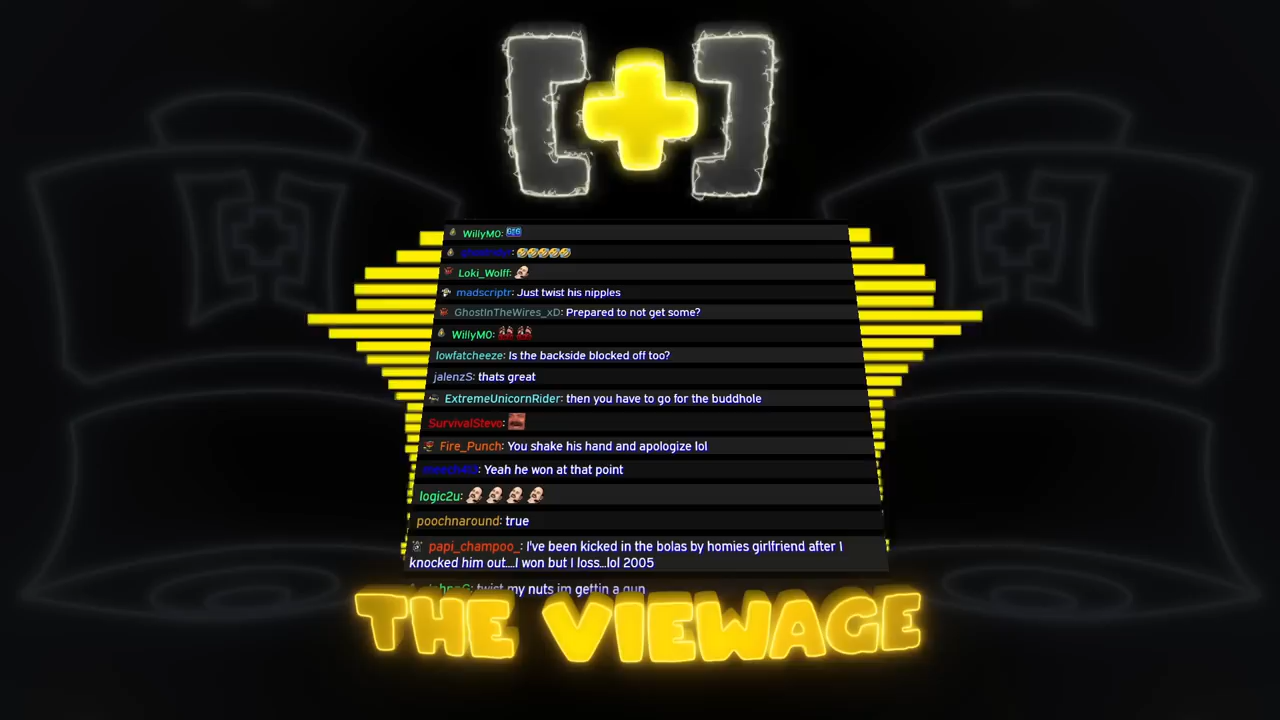 WillyM0:
Loki_Wolff:
madscriptr: Just twist his nipples
GhostInTheWires_xD: Prepared to not get some?
WillyM0:
lowfatcheeze: Is the backside blocked off too?
jalenzS: thats great
ExtremeUnicornRider: then you have to go for the buddhole
SurvivalStevo:
Fire_Punch: You shake his hand and apologize lol
: Yeah he won at that point
logic2u:
poochnaround: true
papi_champoo_: I've been kicked in the bolas by homies girlfriend after I
knocked him out....I won but I loss...lol 2005
twist my nuts im gettin a gun
THE VIEWAGE